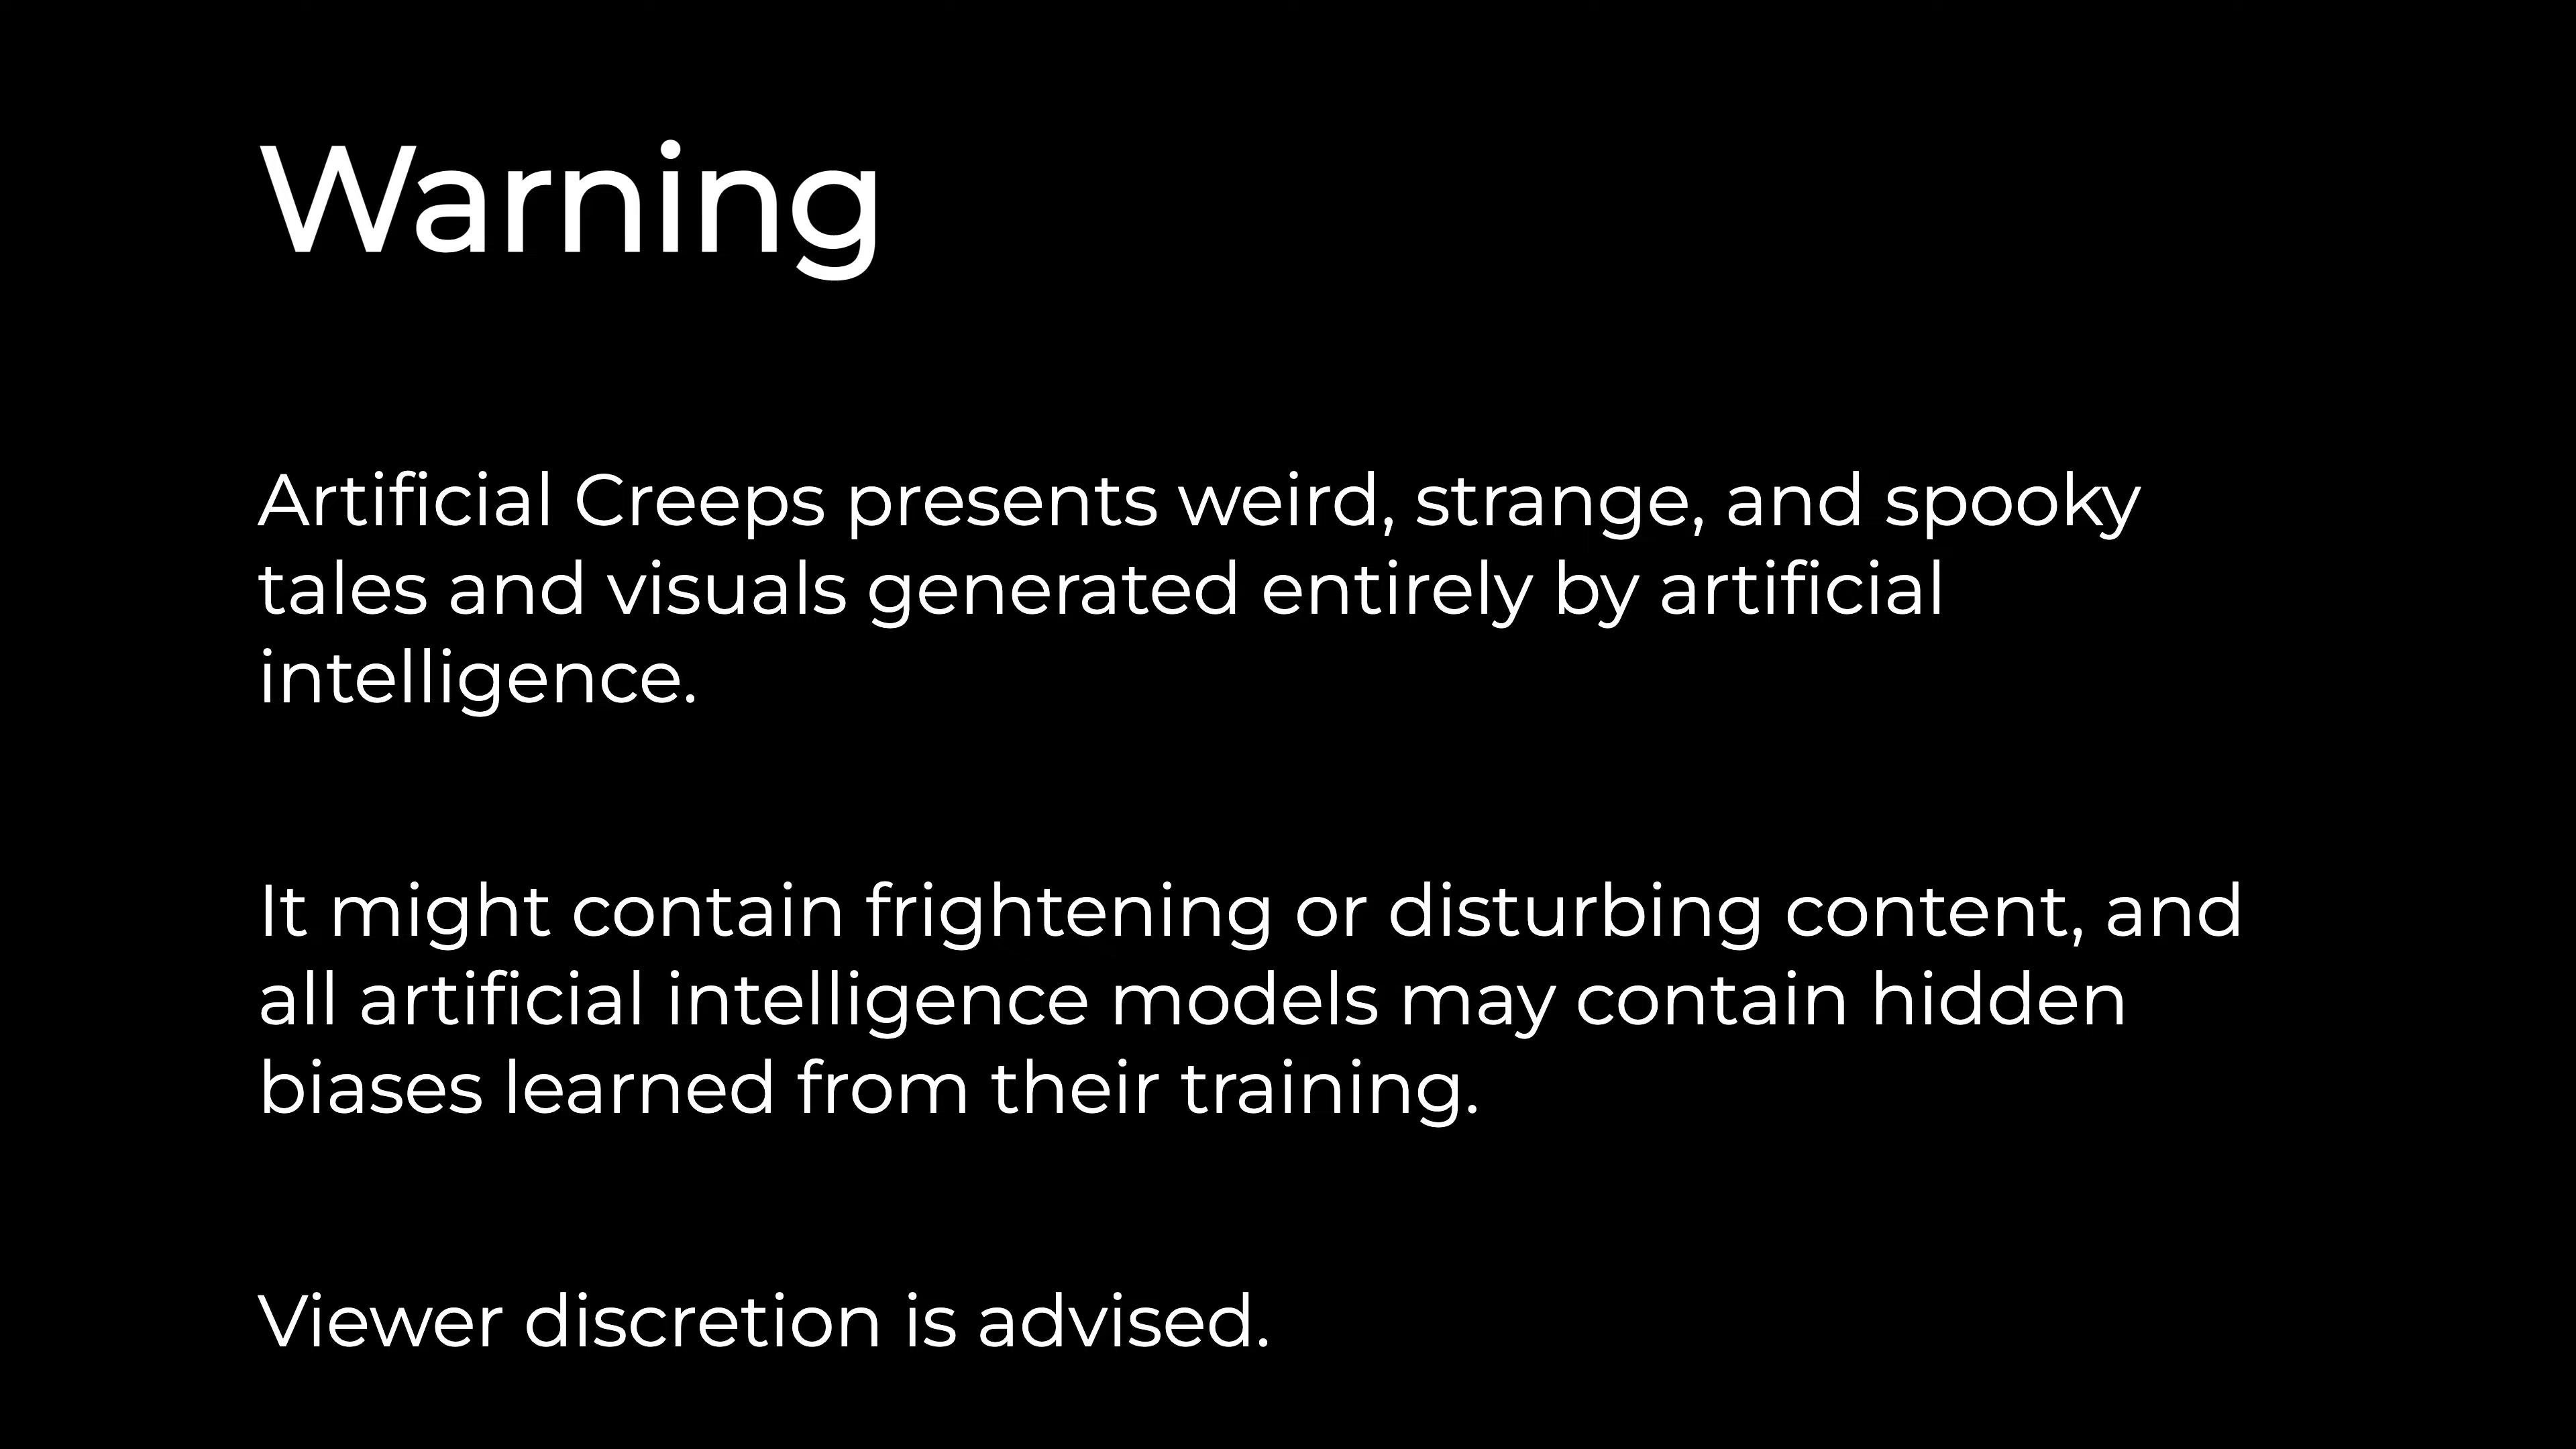 Warning
Artificial Creeps presents weird, strange, and spooky
tales and visuals generated entirely by artificial
intelligence.
It might contain frightening or disturbing content, and
all artificial intelligence models may contain hidden
biases learned from their training.
Viewer discretion is advised.